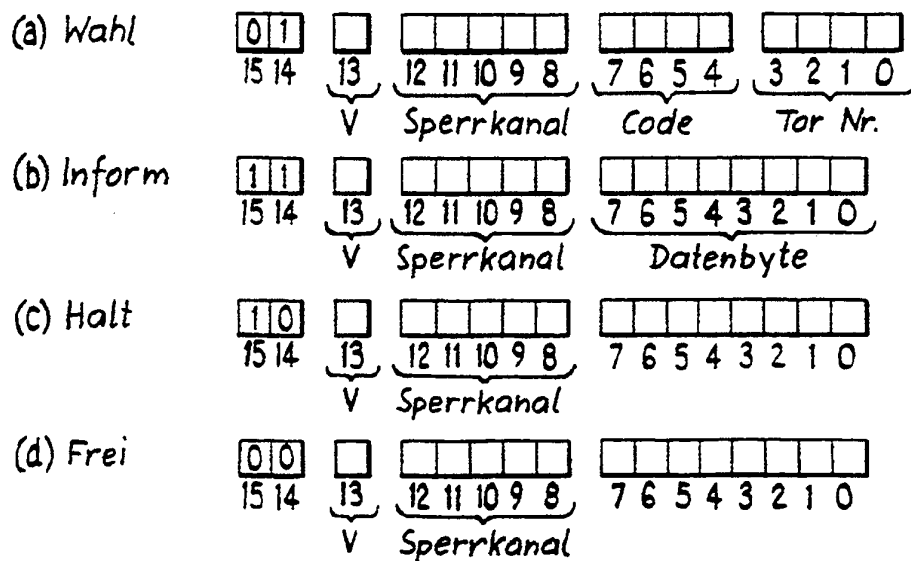 (a) Wahl 0 1
15 14 13 12 11 10 9 8 7 6 5 4 3 2 1 0
V Sperrkanal Code Tor Nr.
(b) Inform 1 1
15 14 13 12 11 10 9 8 7 6 5 4 3 2 1 0
V Sperrkanal Datenbyte
(c) Halt 1 0
15 14 13 12 11 10 9 8 7 6 5 4 3 2 1 0
V Sperrkanal
(d) Frei 0 0
15 14 13 12 11 10 9 8 7 6 5 4 3 2 1 0
V Sperrkanal